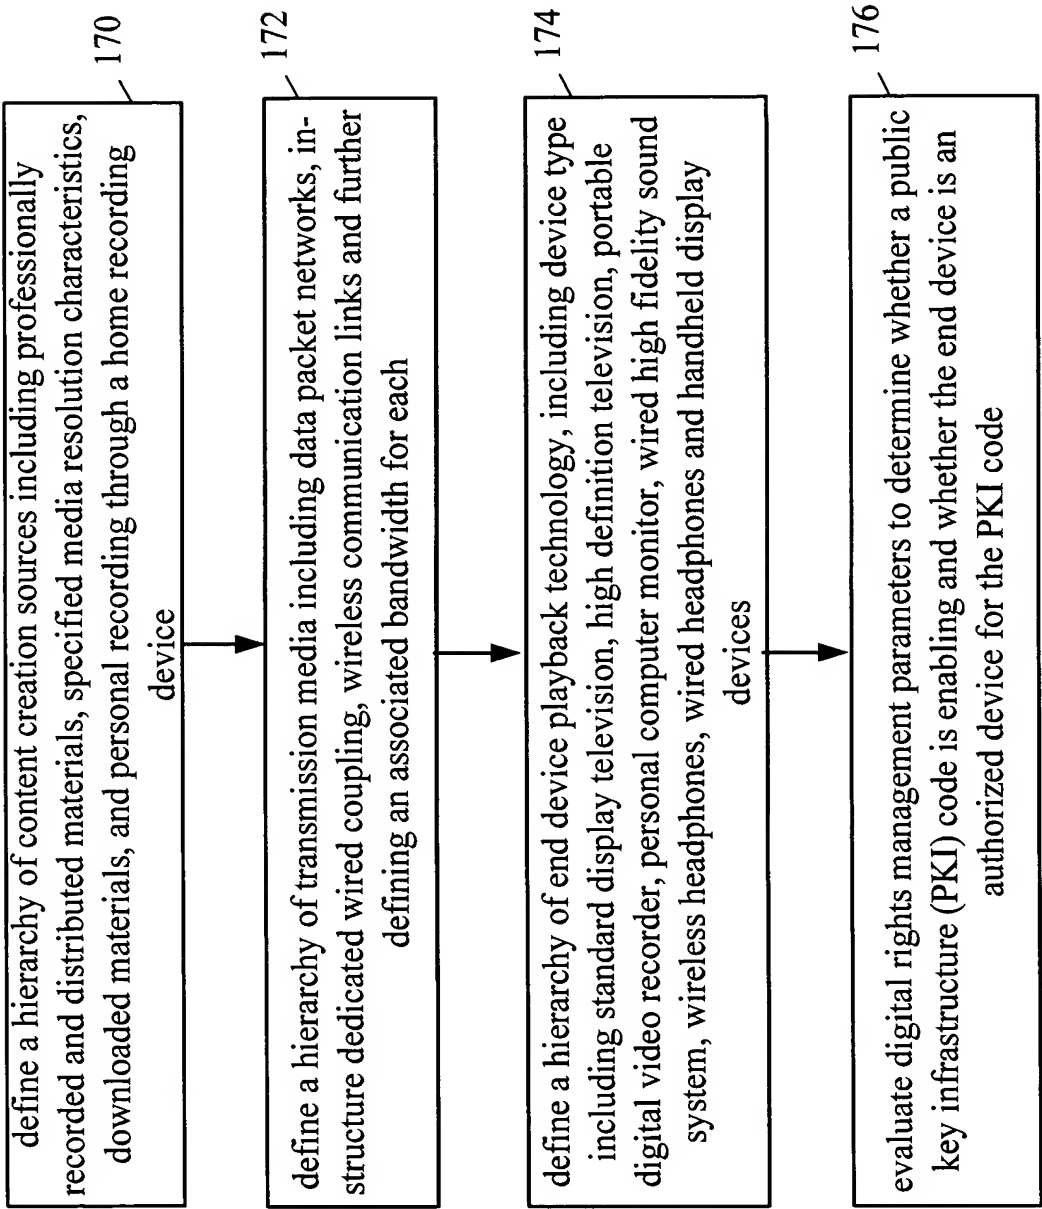 170
define a hierarchy of content creation sources including professionally
recorded and distributed materials, specified media resolution characteristics,
downloaded materials, and personal recording through a home recording
device
172
define a hierarchy of transmission media including data packet networks, in-
structure dedicated wired coupling, wireless communication links and further
defining an associated bandwidth for each
174
define a hierarchy of end device playback technology, including device type
including standard display television, high definition television, portable
digital video recorder, personal computer monitor, wired high fidelity sound
system, wireless headphones, wired headphones and handheld display
devices
176
evaluate digital rights management parameters to determine whether a public
key infrastructure (PKI) code is enabling and whether the end device is an
authorized device for the PKI code